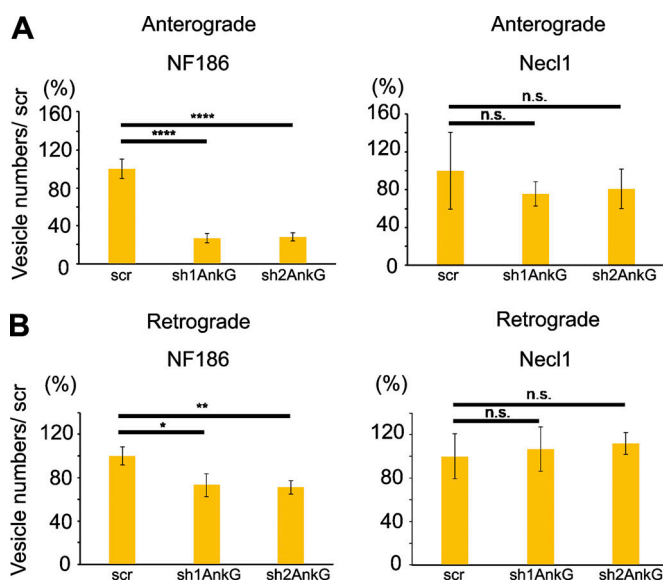 A
Anterograde
NF186
(%)
Vesicle numbers/ scr
160
120
80
40
0
****
****
scr
sh1AnkG
sh2AnkG
Anterograde
Necl1
(%)
160
120
80
40
0
n.s.
n.s.
scr
sh1AnkG
sh2AnkG
B
Retrograde
NF186
(%)
Vesicle numbers/ scr
120
80
40
0
**
*
scr
sh1AnkG
sh2AnkG
Retrograde
Necl1
(%)
120
80
40
0
n.s.
n.s.
scr
sh1AnkG
sh2AnkG